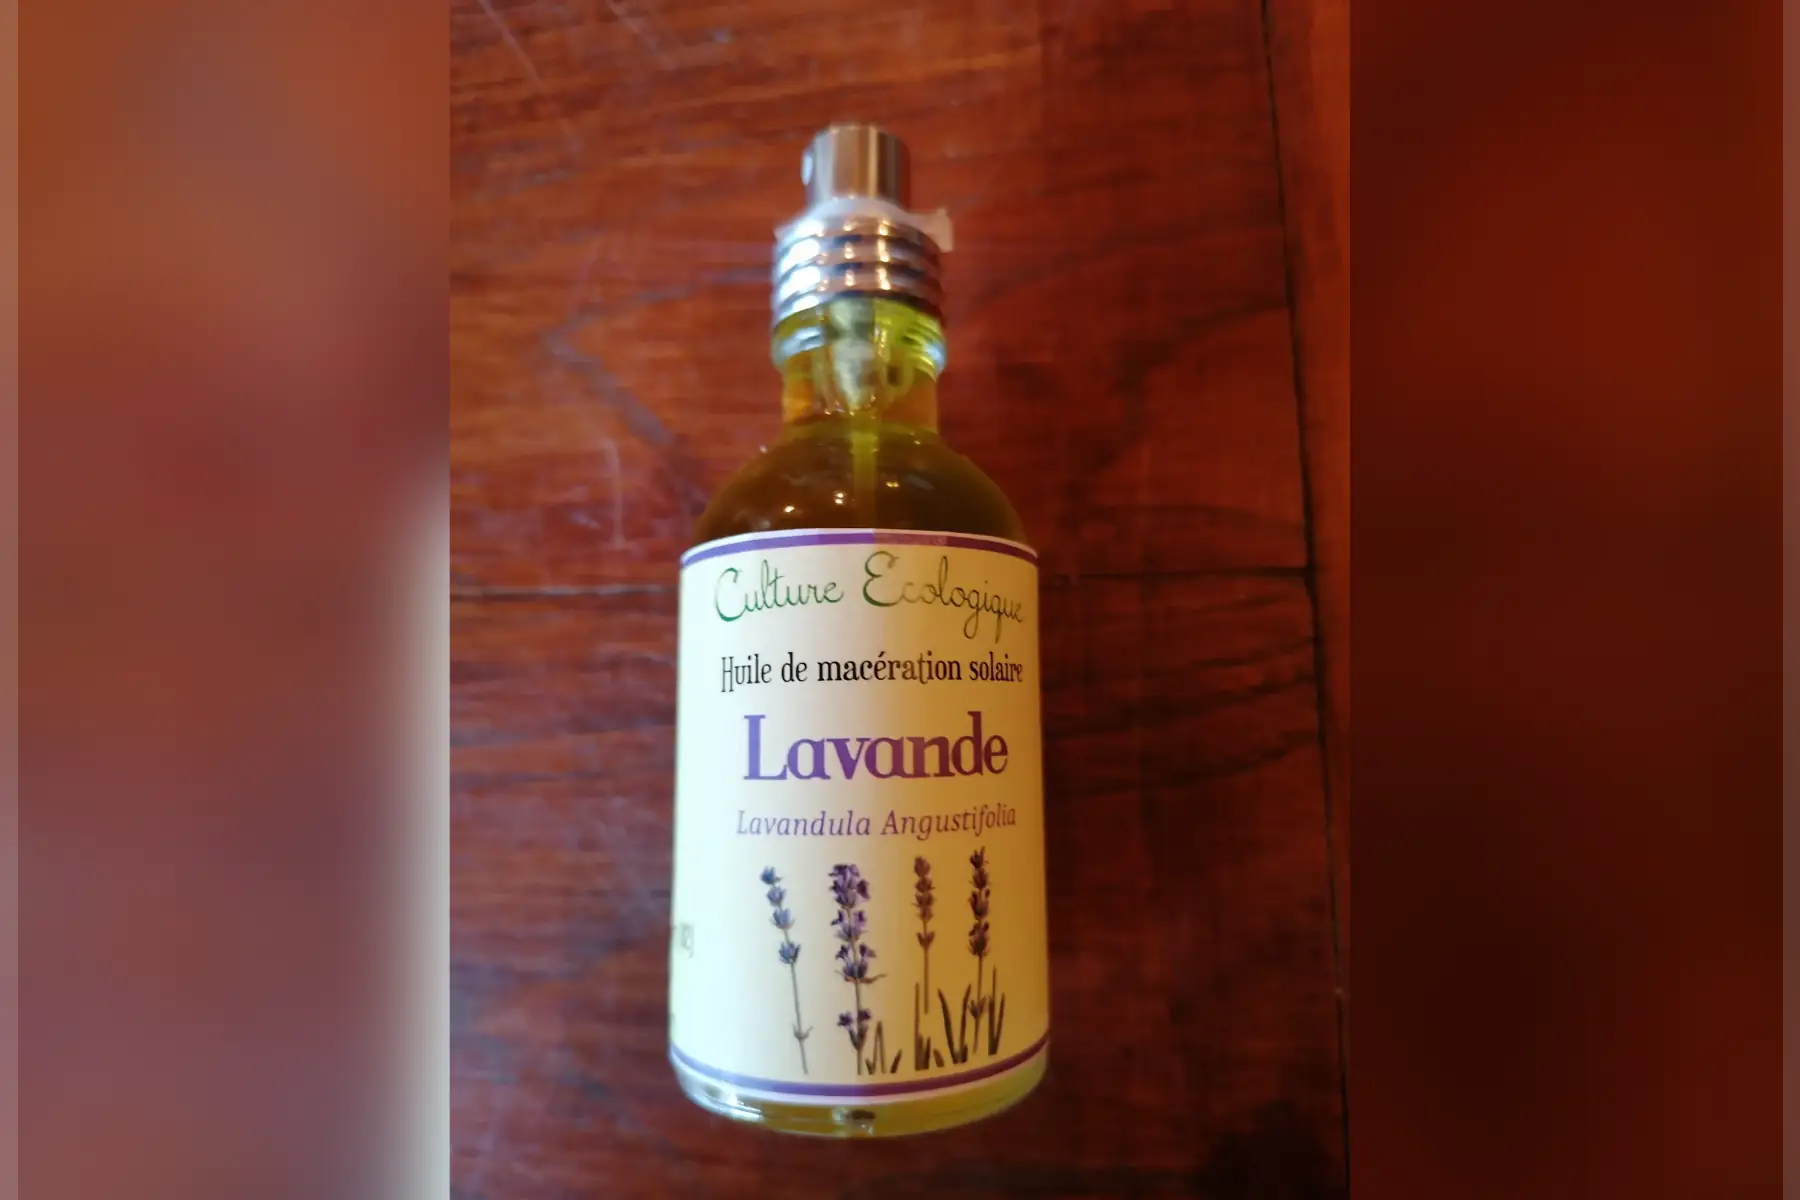 Culture Ecologique
Huile de macération solaire
Lavande
Lavandula Angustifolia